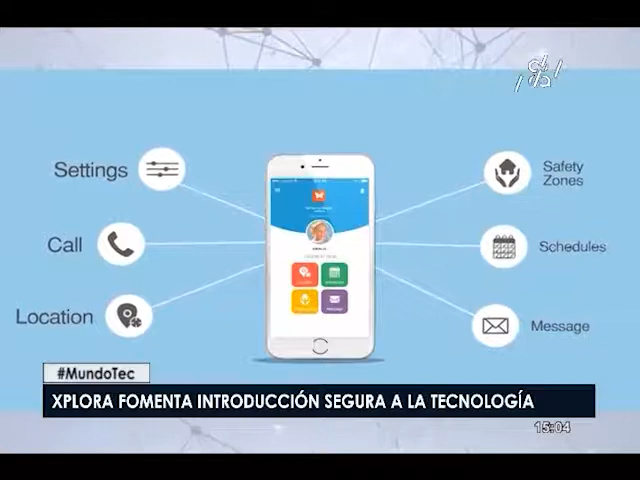 Settings
Safety
Zones
Call
Schedules
Location
Message
#MundoTec
XPLORA FOMENTA INTRODUCCIÓN SEGURA A LA TECNOLOGÍA
15:04